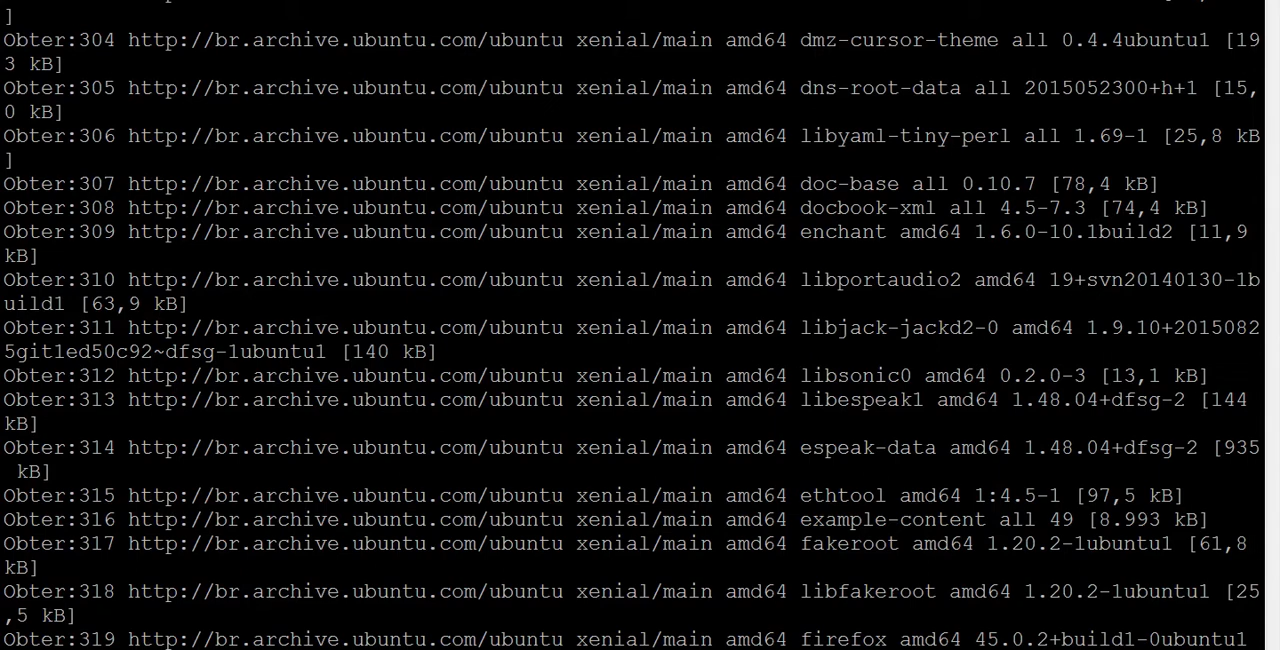 ]
Obter:304 http://br.archive.ubuntu.com/ubuntu xenial/main amd64 dmz-cursor-theme all 0.4.4ubuntu1 [19
3 kB]
Obter:305 http://br.archive.ubuntu.com/ubuntu xenial/main amd64 dns-root-data all 2015052300+h+1 [15,
0 kB]
Obter:306 http://br.archive.ubuntu.com/ubuntu xenial/main amd64 libyaml-tiny-perl all 1.69-1 [25,8 kB
]
Obter:307 http://br.archive.ubuntu.com/ubuntu xenial/main amd64 doc-base all 0.10.7 [78,4 kB]
Obter:308 http://br.archive.ubuntu.com/ubuntu xenial/main amd64 docbook-xml all 4.5-7.3 [74,4 kB]
Obter:309 http://br.archive.ubuntu.com/ubuntu xenial/main amd64 enchant amd64 1.6.0-10.1build2 [11,9
kB]
Obter:310 http://br.archive.ubuntu.com/ubuntu xenial/main amd64 libportaudio2 amd64 19+svn20140130-1b
uild1 [63,9 kB]
Obter:311 http://br.archive.ubuntu.com/ubuntu xenial/main amd64 libjack-jackd2-0 amd64 1.9.10+2015082
5git1ed50c92~dfsg-1ubuntu1 [140 kB]
Obter:312 http://br.archive.ubuntu.com/ubuntu xenial/main amd64 libsonic0 amd64 0.2.0-3 [13,1 kB]
Obter:313 http://br.archive.ubuntu.com/ubuntu xenial/main amd64 libespeak1 amd64 1.48.04+dfsg-2 [144
kB]
Obter:314 http://br.archive.ubuntu.com/ubuntu xenial/main amd64 espeak-data amd64 1.48.04+dfsg-2 [935
 kB]
Obter:315 http://br.archive.ubuntu.com/ubuntu xenial/main amd64 ethtool amd64 1:4.5-1 [97,5 kB]
Obter:316 http://br.archive.ubuntu.com/ubuntu xenial/main amd64 example-content all 49 [8.993 kB]
Obter:317 http://br.archive.ubuntu.com/ubuntu xenial/main amd64 fakeroot amd64 1.20.2-1ubuntu1 [61,8
kB]
Obter:318 http://br.archive.ubuntu.com/ubuntu xenial/main amd64 libfakeroot amd64 1.20.2-1ubuntu1 [25
,5 kB]
Obter:319 http://br.archive.ubuntu.com/ubuntu xenial/main amd64 firefox amd64 45.0.2+build1-0ubuntu1